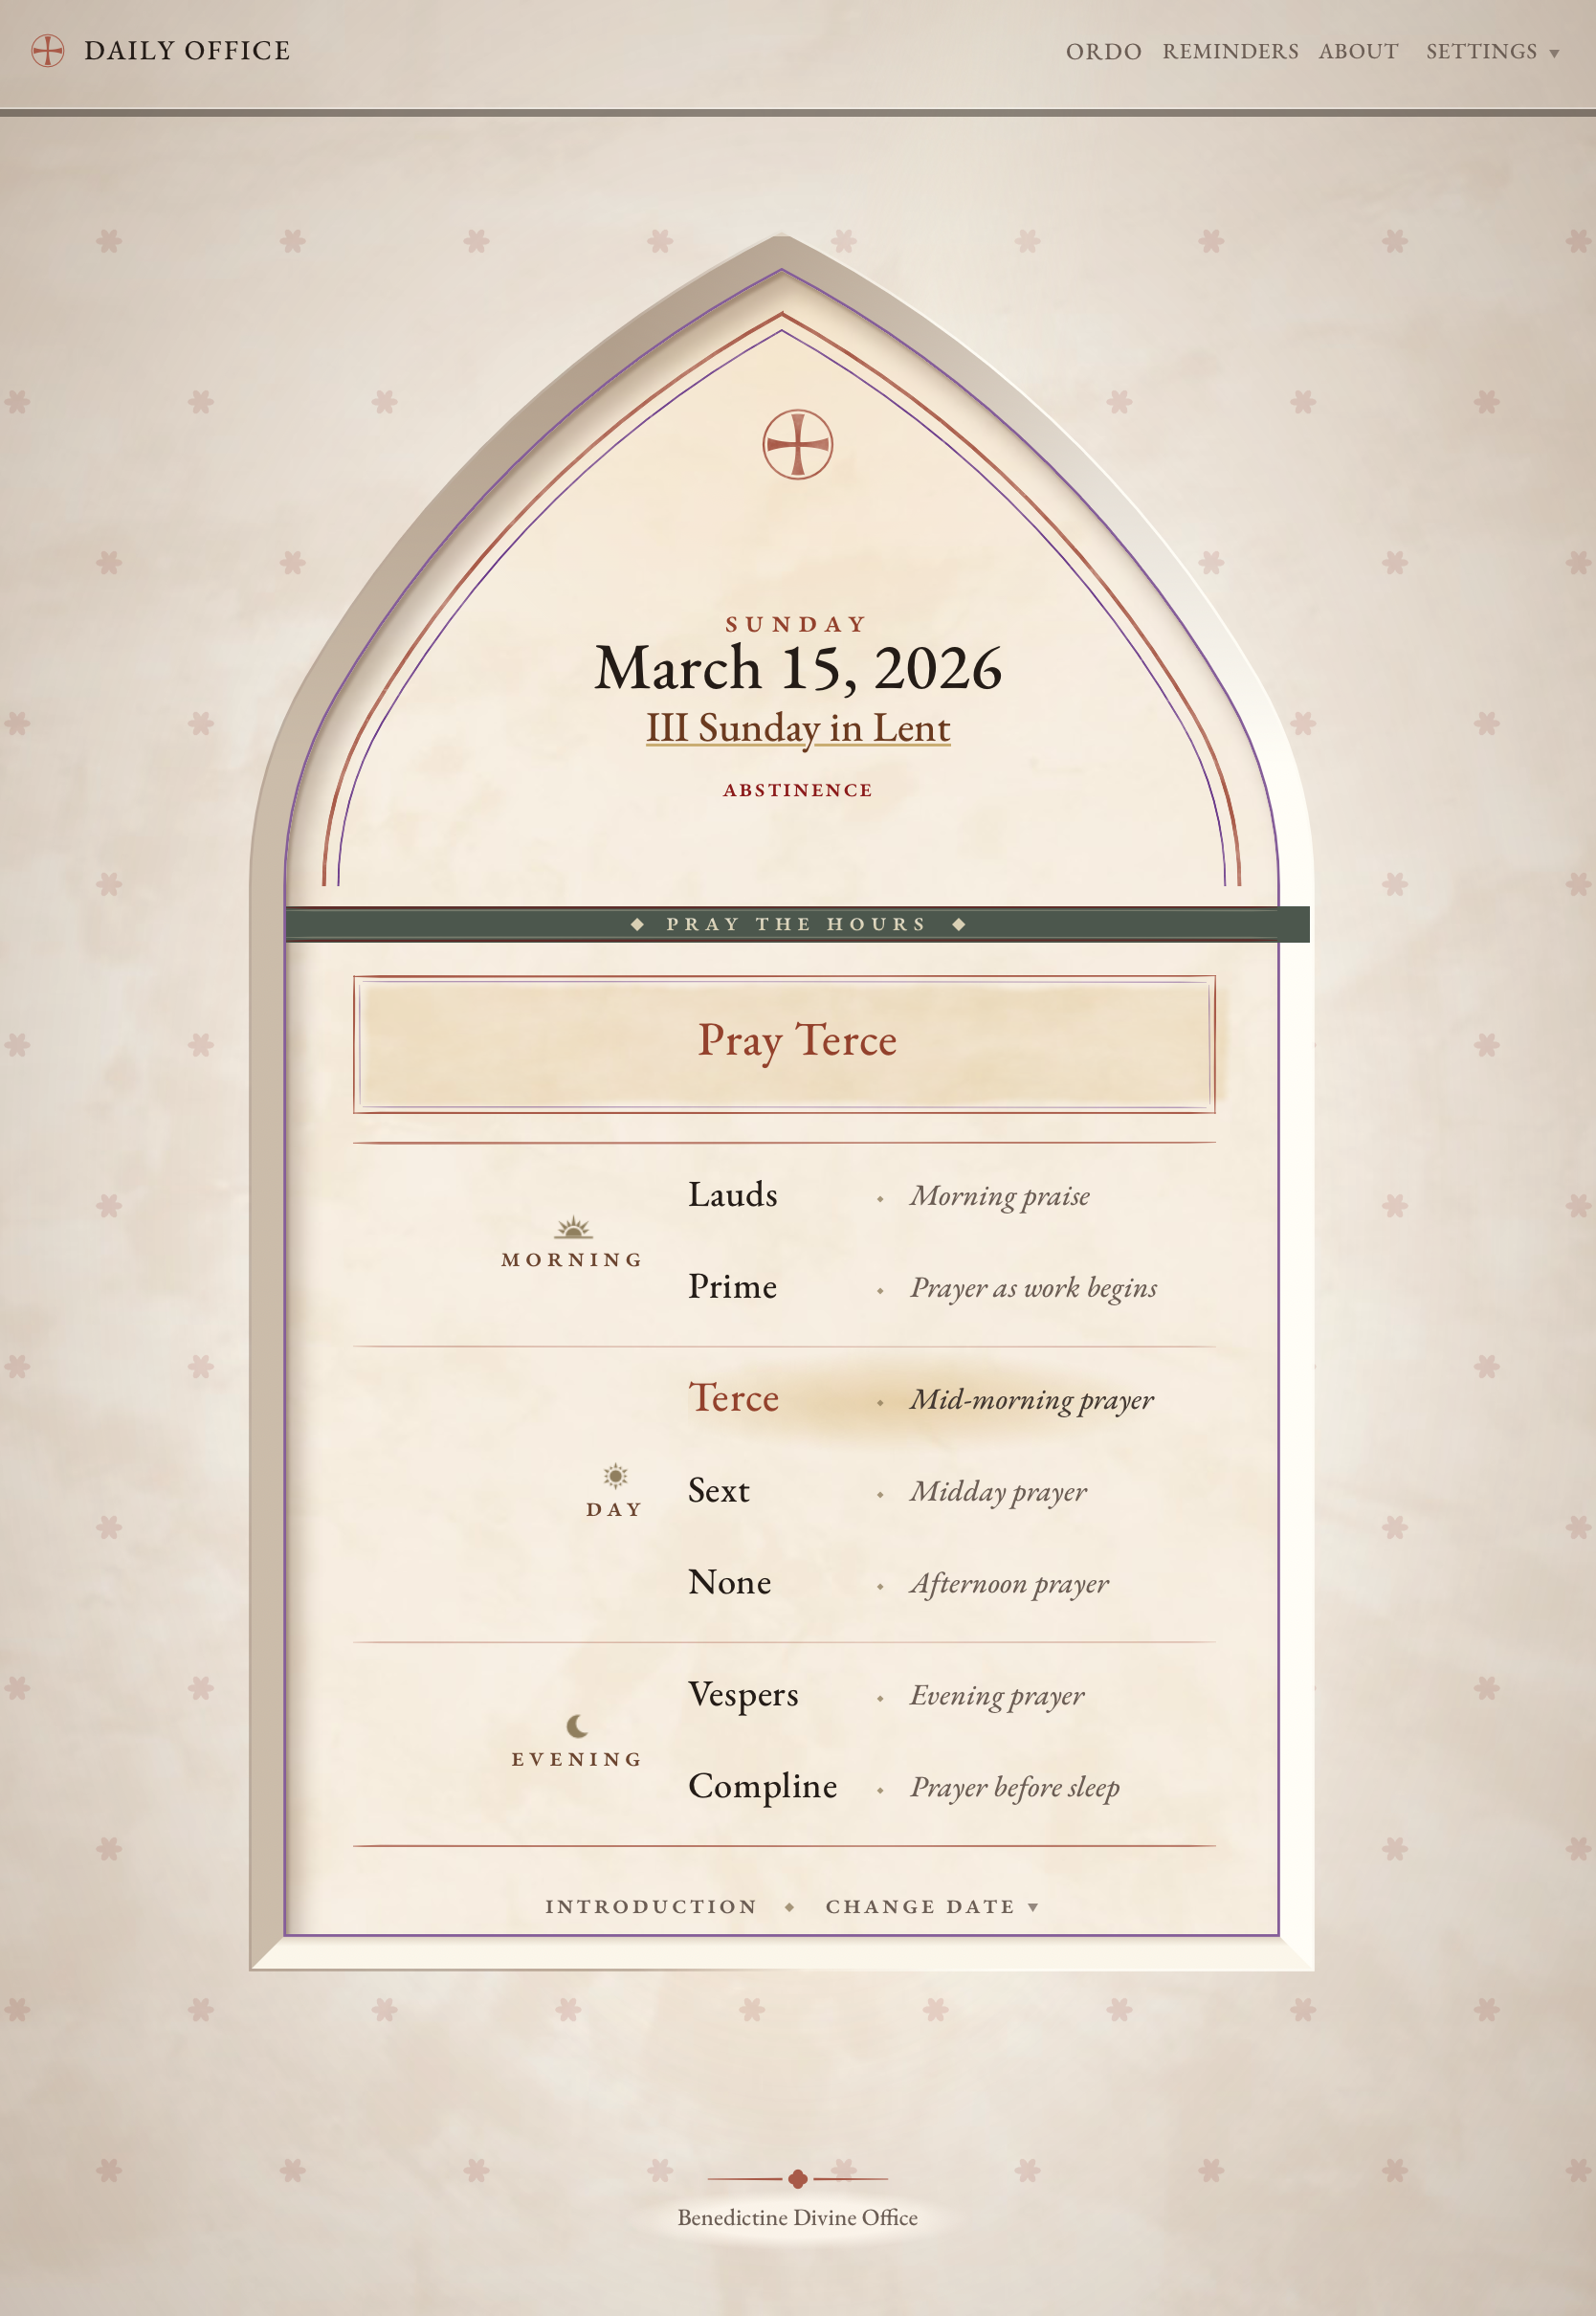 DAILY OFFICE
ORDO REMINDERS ABOUT SETTINGS ▼
SUNDAY
March 15, 2026
III Sunday in Lent
ABSTINENCE
◆ PRAY THE HOURS ◆
Pray Terce
MORNING
Lauds • Morning praise
Prime • Prayer as work begins
DAY
Terce • Mid-morning prayer
Sext • Midday prayer
None • Afternoon prayer
EVENING
Vespers • Evening prayer
Compline • Prayer before sleep
INTRODUCTION ◆ CHANGE DATE ▼
Benedictine Divine Office